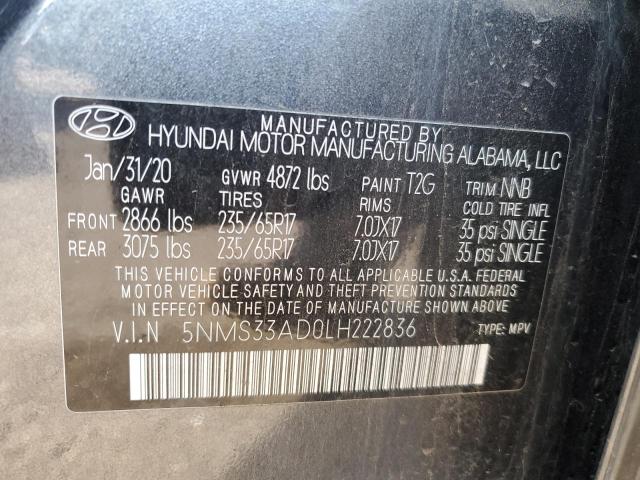 MANUFACTURED BY
HYUNDAI MOTOR MANUFACTURING ALABAMA, LLC
Jan/31/20 GVWR 4872 lbs PAINT T2G TRIM NNB
GAWR TIRES RIMS COLD TIRE INFL
FRONT 2866 lbs 235/65R17 7.0JX17 35 psi SINGLE
REAR 3075 lbs 235/65R17 7.0JX17 35 psi SINGLE
THIS VEHICLE CONFORMS TO ALL APPLICABLE U.S.A. FEDERAL
MOTOR VEHICLE SAFETY AND THEFT PREVENTION STANDARDS
IN EFFECT ON THE DATE OF MANUFACTURE SHOWN ABOVE
V.I.N 5NMS33AD0LH222836 TYPE: MPV